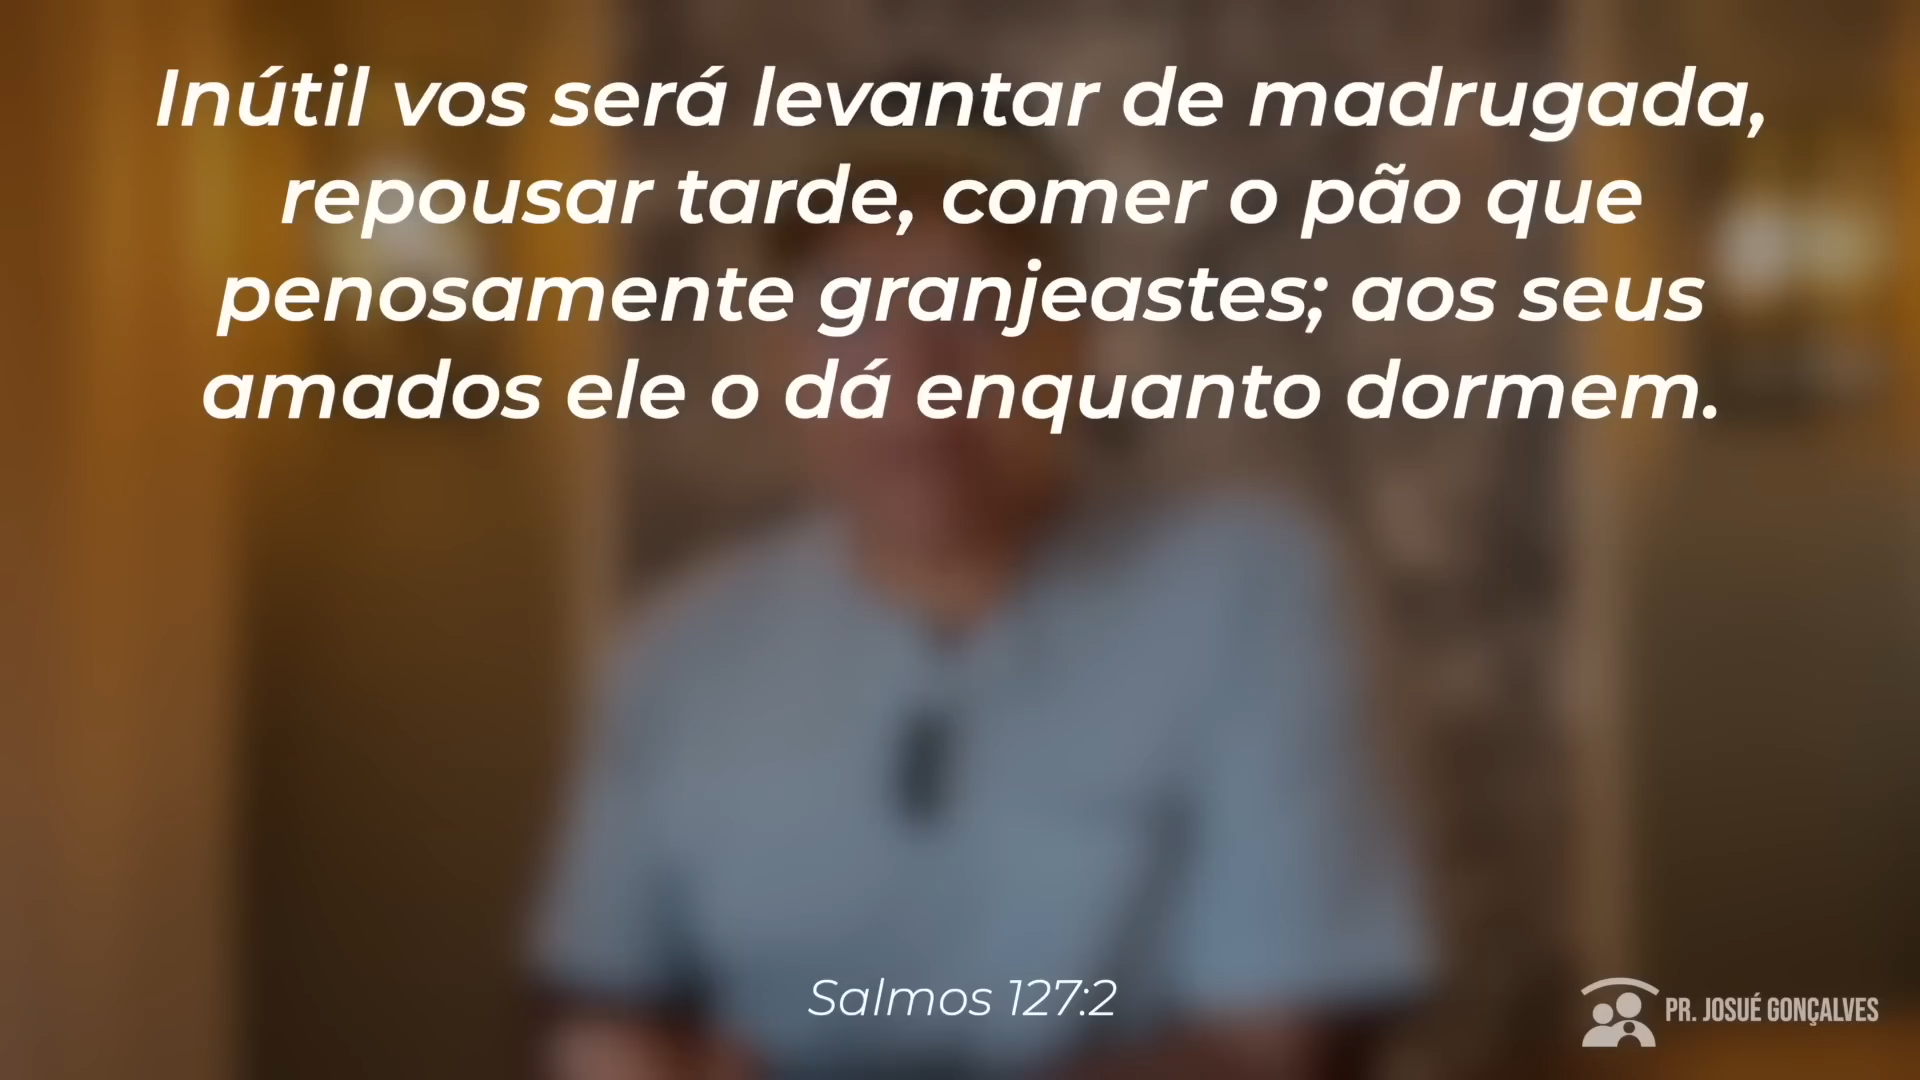 Inútil vos será levantar de madrugada,
repousar tarde, comer o pão que
penosamente granjeastes; aos seus
amados ele o dá enquanto dormem.
Salmos 127:2
PR. JOSUÉ GONÇALVES